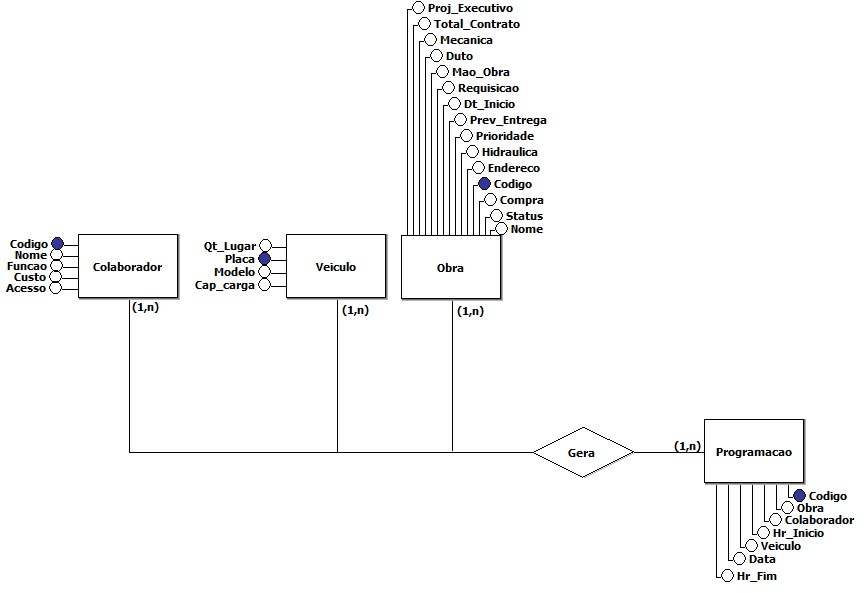 Proj_Executivo
Total_Contrato
Mecanica
Duto
Mao_Obra
Requisicao
Dt_Inicio
Prev_Entrega
Prioridade
Hidraulica
Endereco
Codigo
Compra
Status
Nome
Codigo
Nome
Funcao
Custo
Acesso
Colaborador
(1,n)
Qt_Lugar
Placa
Modelo
Cap_carga
Veiculo
(1,n)
Obra
(1,n)
Gera
(1,n)
Programacao
Codigo
Obra
Colaborador
Hr_Inicio
Veiculo
Data
Hr_Fim